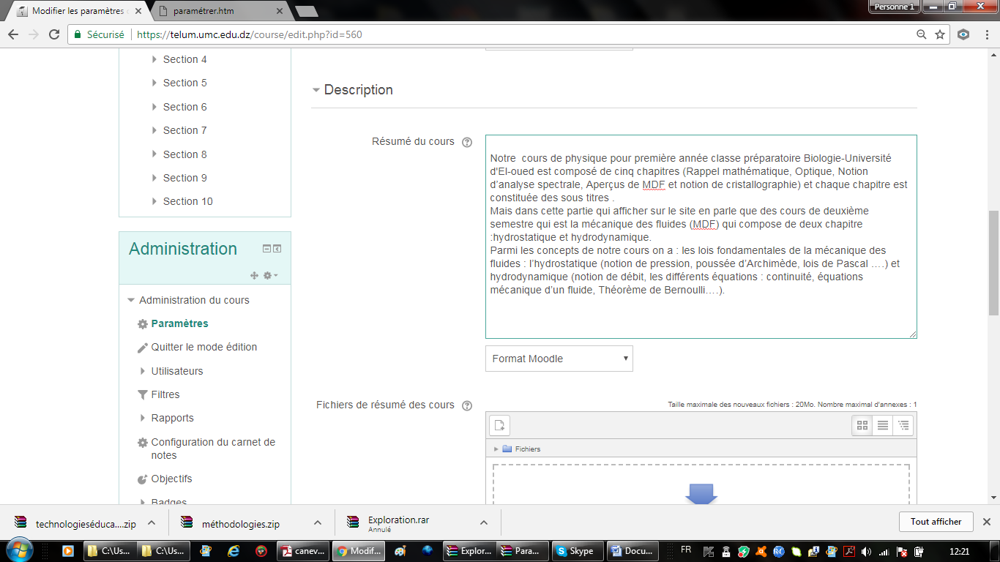 Modifier les paramètres
paramétrer.htm
Personne 1
Sécurisé
https://telum.umc.edu.dz/course/edit.php?id=560
Section 4
Section 5
Section 6
Section 7
Section 8
Section 9
Section 10
Administration
Administration du cours
Paramètres
Quitter le mode édition
Utilisateurs
Filtres
Rapports
Configuration du carnet de
notes
Objectifs
Badges
Description
Résumé du cours
Notre  cours de physique pour première année classe préparatoire Biologie-Université
d'El-oued est composé de cinq chapitres (Rappel mathématique, Optique, Notion
d’analyse spectrale, Aperçus de MDF et notion de cristallographie) et chaque chapitre est
constituée des sous titres .
Mais dans cette partie qui afficher sur le site en parle que des cours de deuxième
semestre qui est la mécanique des fluides (MDF) qui compose de deux chapitre
:hydrostatique et hydrodynamique.
Parmi les concepts de notre cours on a : les lois fondamentales de la mécanique des
fluides : l’hydrostatique (notion de pression, poussée d’Archimède, lois de Pascal ….) et
hydrodynamique (notion de débit, les différents équations : continuité, équations
mécanique d’un fluide, Théorème de Bernoulli….).
Format Moodle
Fichiers de résumé des cours
Taille maximale des nouveaux fichiers : 20Mo. Nombre maximal d'annexes : 1
Fichiers
technologieséduca....zip
méthodologies.zip
Exploration.rar
Annulé
Tout afficher
C:\Us...
C:\Us...
canev...
Modif...
Explor...
Para...
Skype
Docu...
FR
12:21